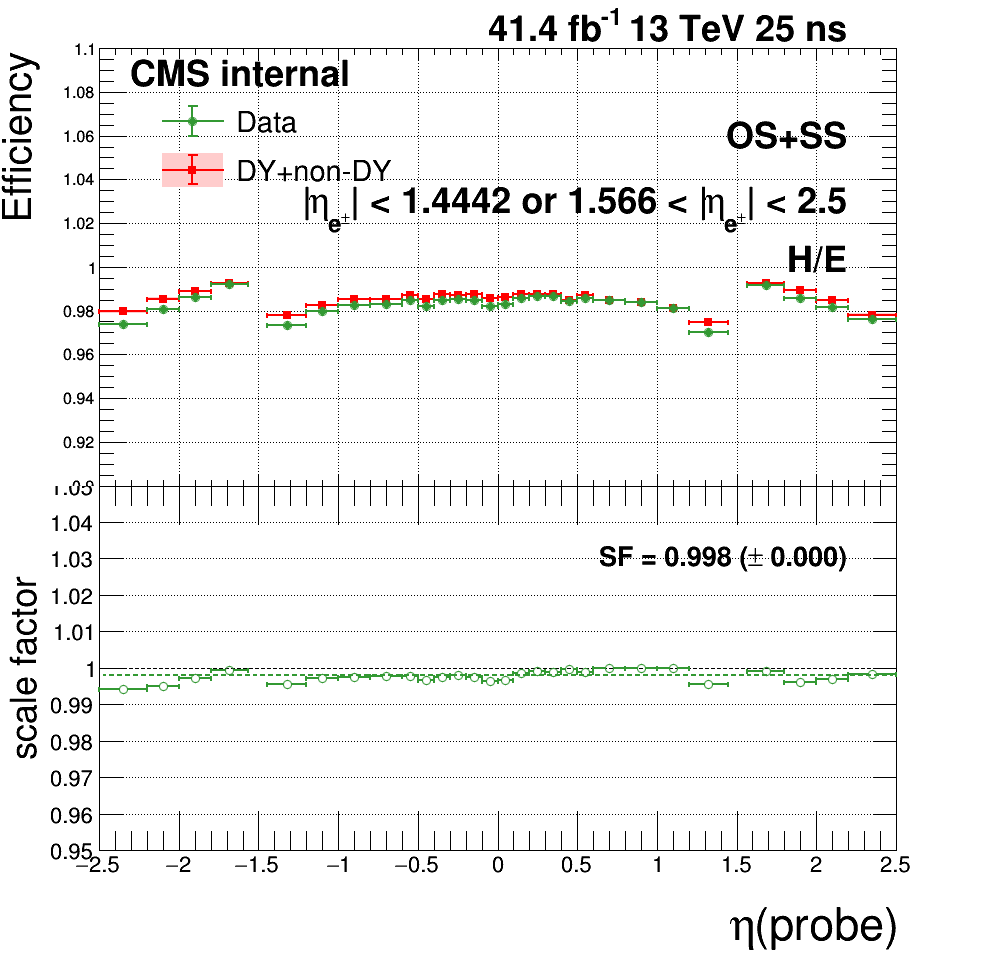 41.4 fb⁻¹ 13 TeV 25 ns
Efficiency
1.1
1.08
1.06
1.04
1.02
1
0.98
0.96
0.94
0.92
CMS internal
Data
DY+non-DY
OS+SS
|η_e±| < 1.4442 or 1.566 < |η_e±| < 2.5
H/E
scale factor
1.04
1.03
1.02
1.01
1
0.99
0.98
0.97
0.96
0.95
SF = 0.998 (± 0.000)
−2.5 −2 −1.5 −1 −0.5 0 0.5 1 1.5 2 2.5
η(probe)